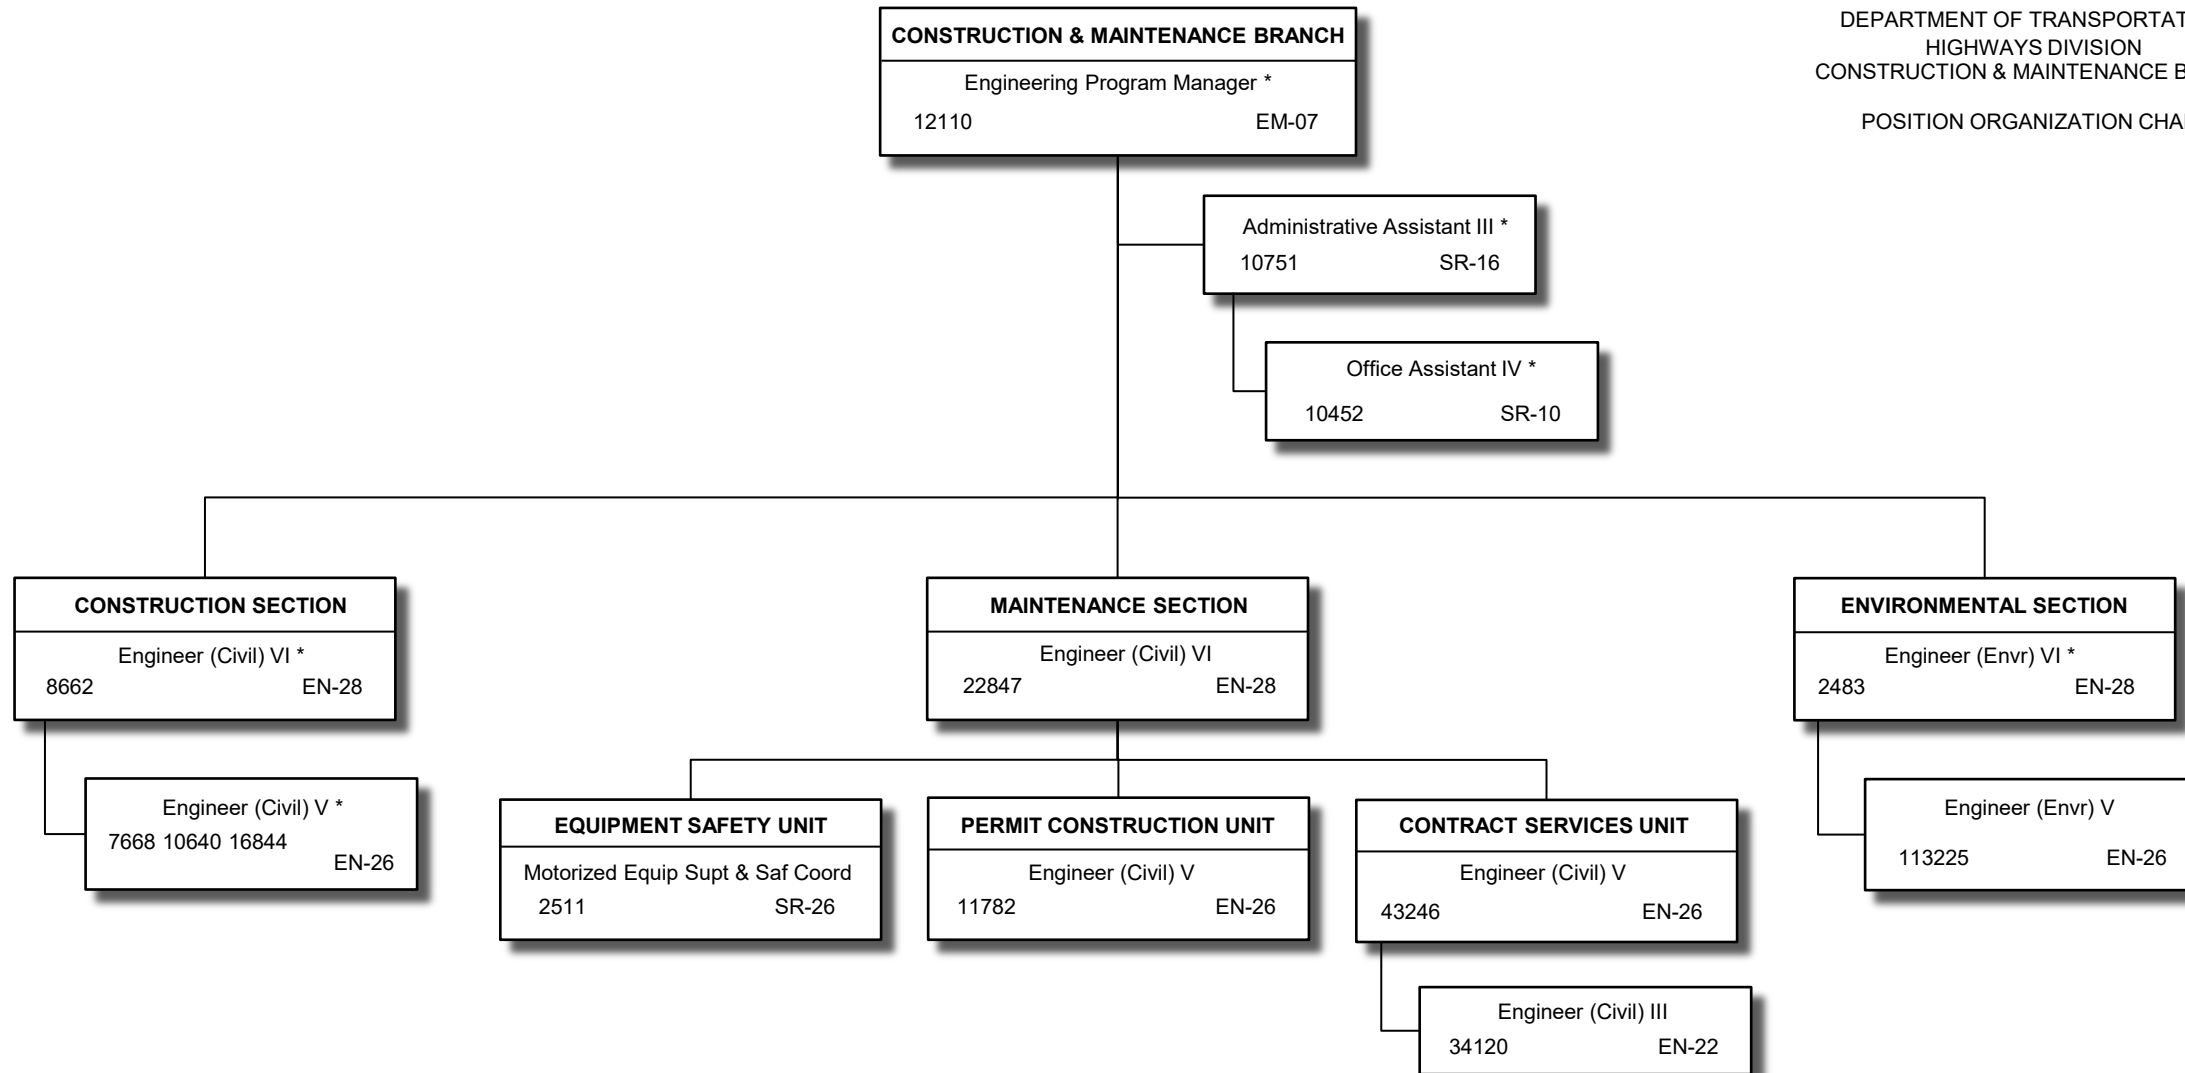 DEPARTMENT OF TRANSPORTAT
HIGHWAYS DIVISION
CONSTRUCTION & MAINTENANCE B
POSITION ORGANIZATION CHA
CONSTRUCTION & MAINTENANCE BRANCH
Engineering Program Manager *
12110 EM-07
Administrative Assistant III *
10751 SR-16
Office Assistant IV *
10452 SR-10
CONSTRUCTION SECTION
Engineer (Civil) VI *
8662 EN-28
Engineer (Civil) V *
7668 10640 16844
EN-26
MAINTENANCE SECTION
Engineer (Civil) VI
22847 EN-28
EQUIPMENT SAFETY UNIT
Motorized Equip Supt & Saf Coord
2511 SR-26
PERMIT CONSTRUCTION UNIT
Engineer (Civil) V
11782 EN-26
CONTRACT SERVICES UNIT
Engineer (Civil) V
43246 EN-26
Engineer (Civil) III
34120 EN-22
ENVIRONMENTAL SECTION
Engineer (Envr) VI *
2483 EN-28
Engineer (Envr) V
113225 EN-26